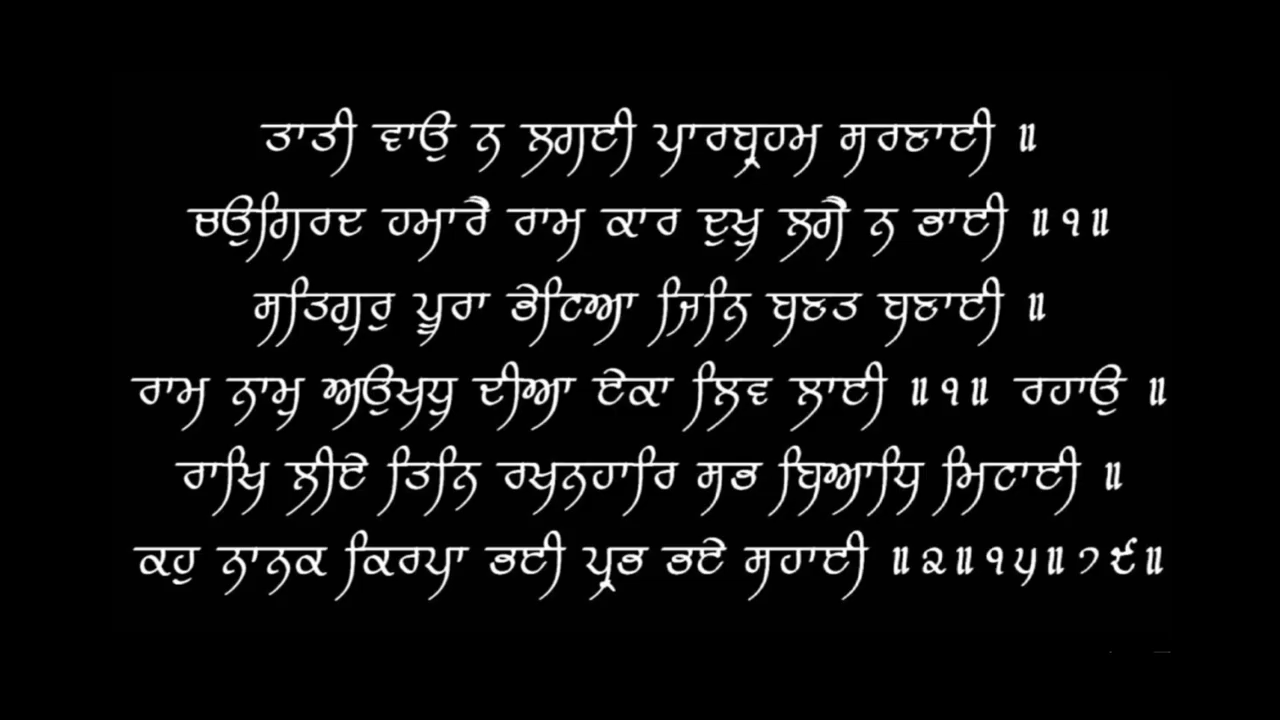 ਤਾਤੀ ਵਾਉ ਨ ਲਗਈ ਪਾਰਬ੍ਰਹਮ ਸਰਣਾਈ ॥
ਚਉਗਿਰਦ ਹਮਾਰੈ ਰਾਮ ਕਾਰ ਦੁਖੁ ਲਗੈ ਨ ਭਾਈ ॥੧॥
ਸਤਿਗੁਰੁ ਪੂਰਾ ਭੇਟਿਆ ਜਿਨਿ ਬਣਤ ਬਣਾਈ ॥
ਰਾਮ ਨਾਮੁ ਅਉਖਧੁ ਦੀਆ ਏਕਾ ਲਿਵ ਲਾਈ ॥੧॥ ਰਹਾਉ ॥
ਰਾਖਿ ਲੀਏ ਤਿਨਿ ਰਖਨਹਾਰਿ ਸਭ ਬਿਆਧਿ ਮਿਟਾਈ ॥
ਕਹੁ ਨਾਨਕ ਕਿਰਪਾ ਭਈ ਪ੍ਰਭ ਭਏ ਸਹਾਈ ॥੨॥੧੫॥੭੯॥